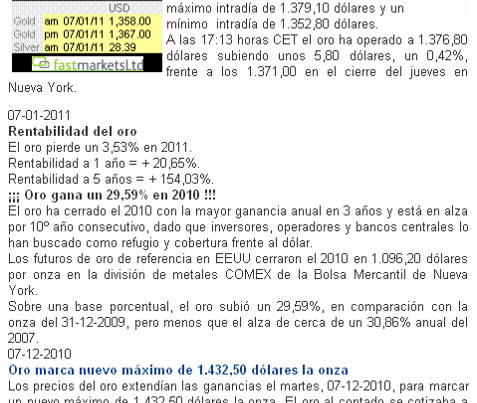 USD
Gold am 07/01/11 1,358.00
Gold pm 07/01/11 1,367.00
Silver am 07/01/11 28.39
fastmarketsLtd
máximo intradía de 1.379,10 dólares y un
mínimo intradía de 1.352,80 dólares.
A las 17:13 horas CET el oro ha operado a 1.376,80
dólares subiendo unos 5,80 dólares, un 0,42%,
frente a los 1.371,00 en el cierre del jueves en
Nueva York.
07-01-2011
Rentabilidad del oro
El oro pierde un 3,53% en 2011.
Rentabilidad a 1 año = + 20,65%.
Rentabilidad a 5 años = + 154,03%.
¡¡¡ Oro gana un 29,59% en 2010 !!!
El oro ha cerrado el 2010 con la mayor ganancia anual en 3 años y está en alza
por 10º año consecutivo, dado que inversores, operadores y bancos centrales lo
han buscado como refugio y cobertura frente al dólar.
Los futuros de oro de referencia en EEUU cerraron el 2010 en 1.096,20 dólares
por onza en la división de metales COMEX de la Bolsa Mercantil de Nueva
York.
Sobre una base porcentual, el oro subió un 29,59%, en comparación con la
onza del 31-12-2009, pero menos que el alza de cerca de un 30,86% anual del
2007.
07-12-2010
Oro marca nuevo máximo de 1.432,50 dólares la onza
Los precios del oro extendían las ganancias el martes, 07-12-2010, para marcar
un nuevo máximo de 1.432,50 dólares la onza. El oro al contado se cotizaba a